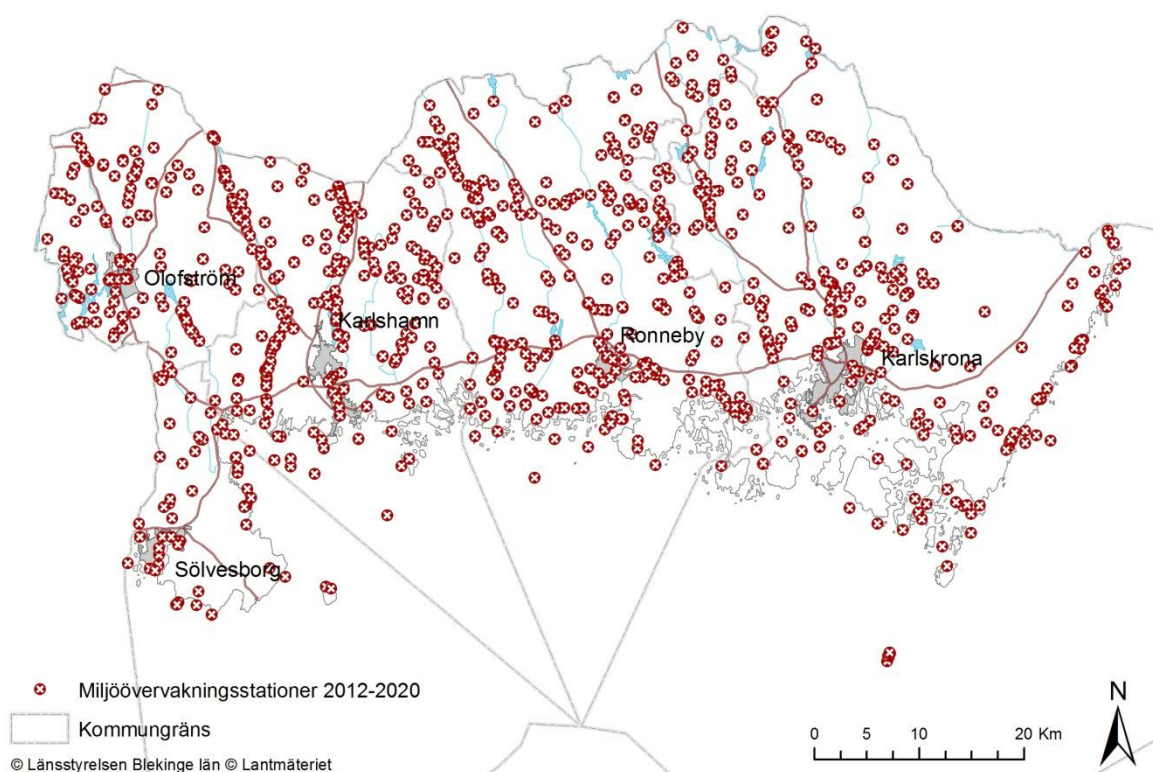 Olofström
Karlshamn
Ronneby
Karlskrona
Sölvesborg
Miljöövervakningsstationer 2012-2020
Kommungräns
© Länsstyrelsen Blekinge län © Lantmäteriet
0 5 10 20 Km
N